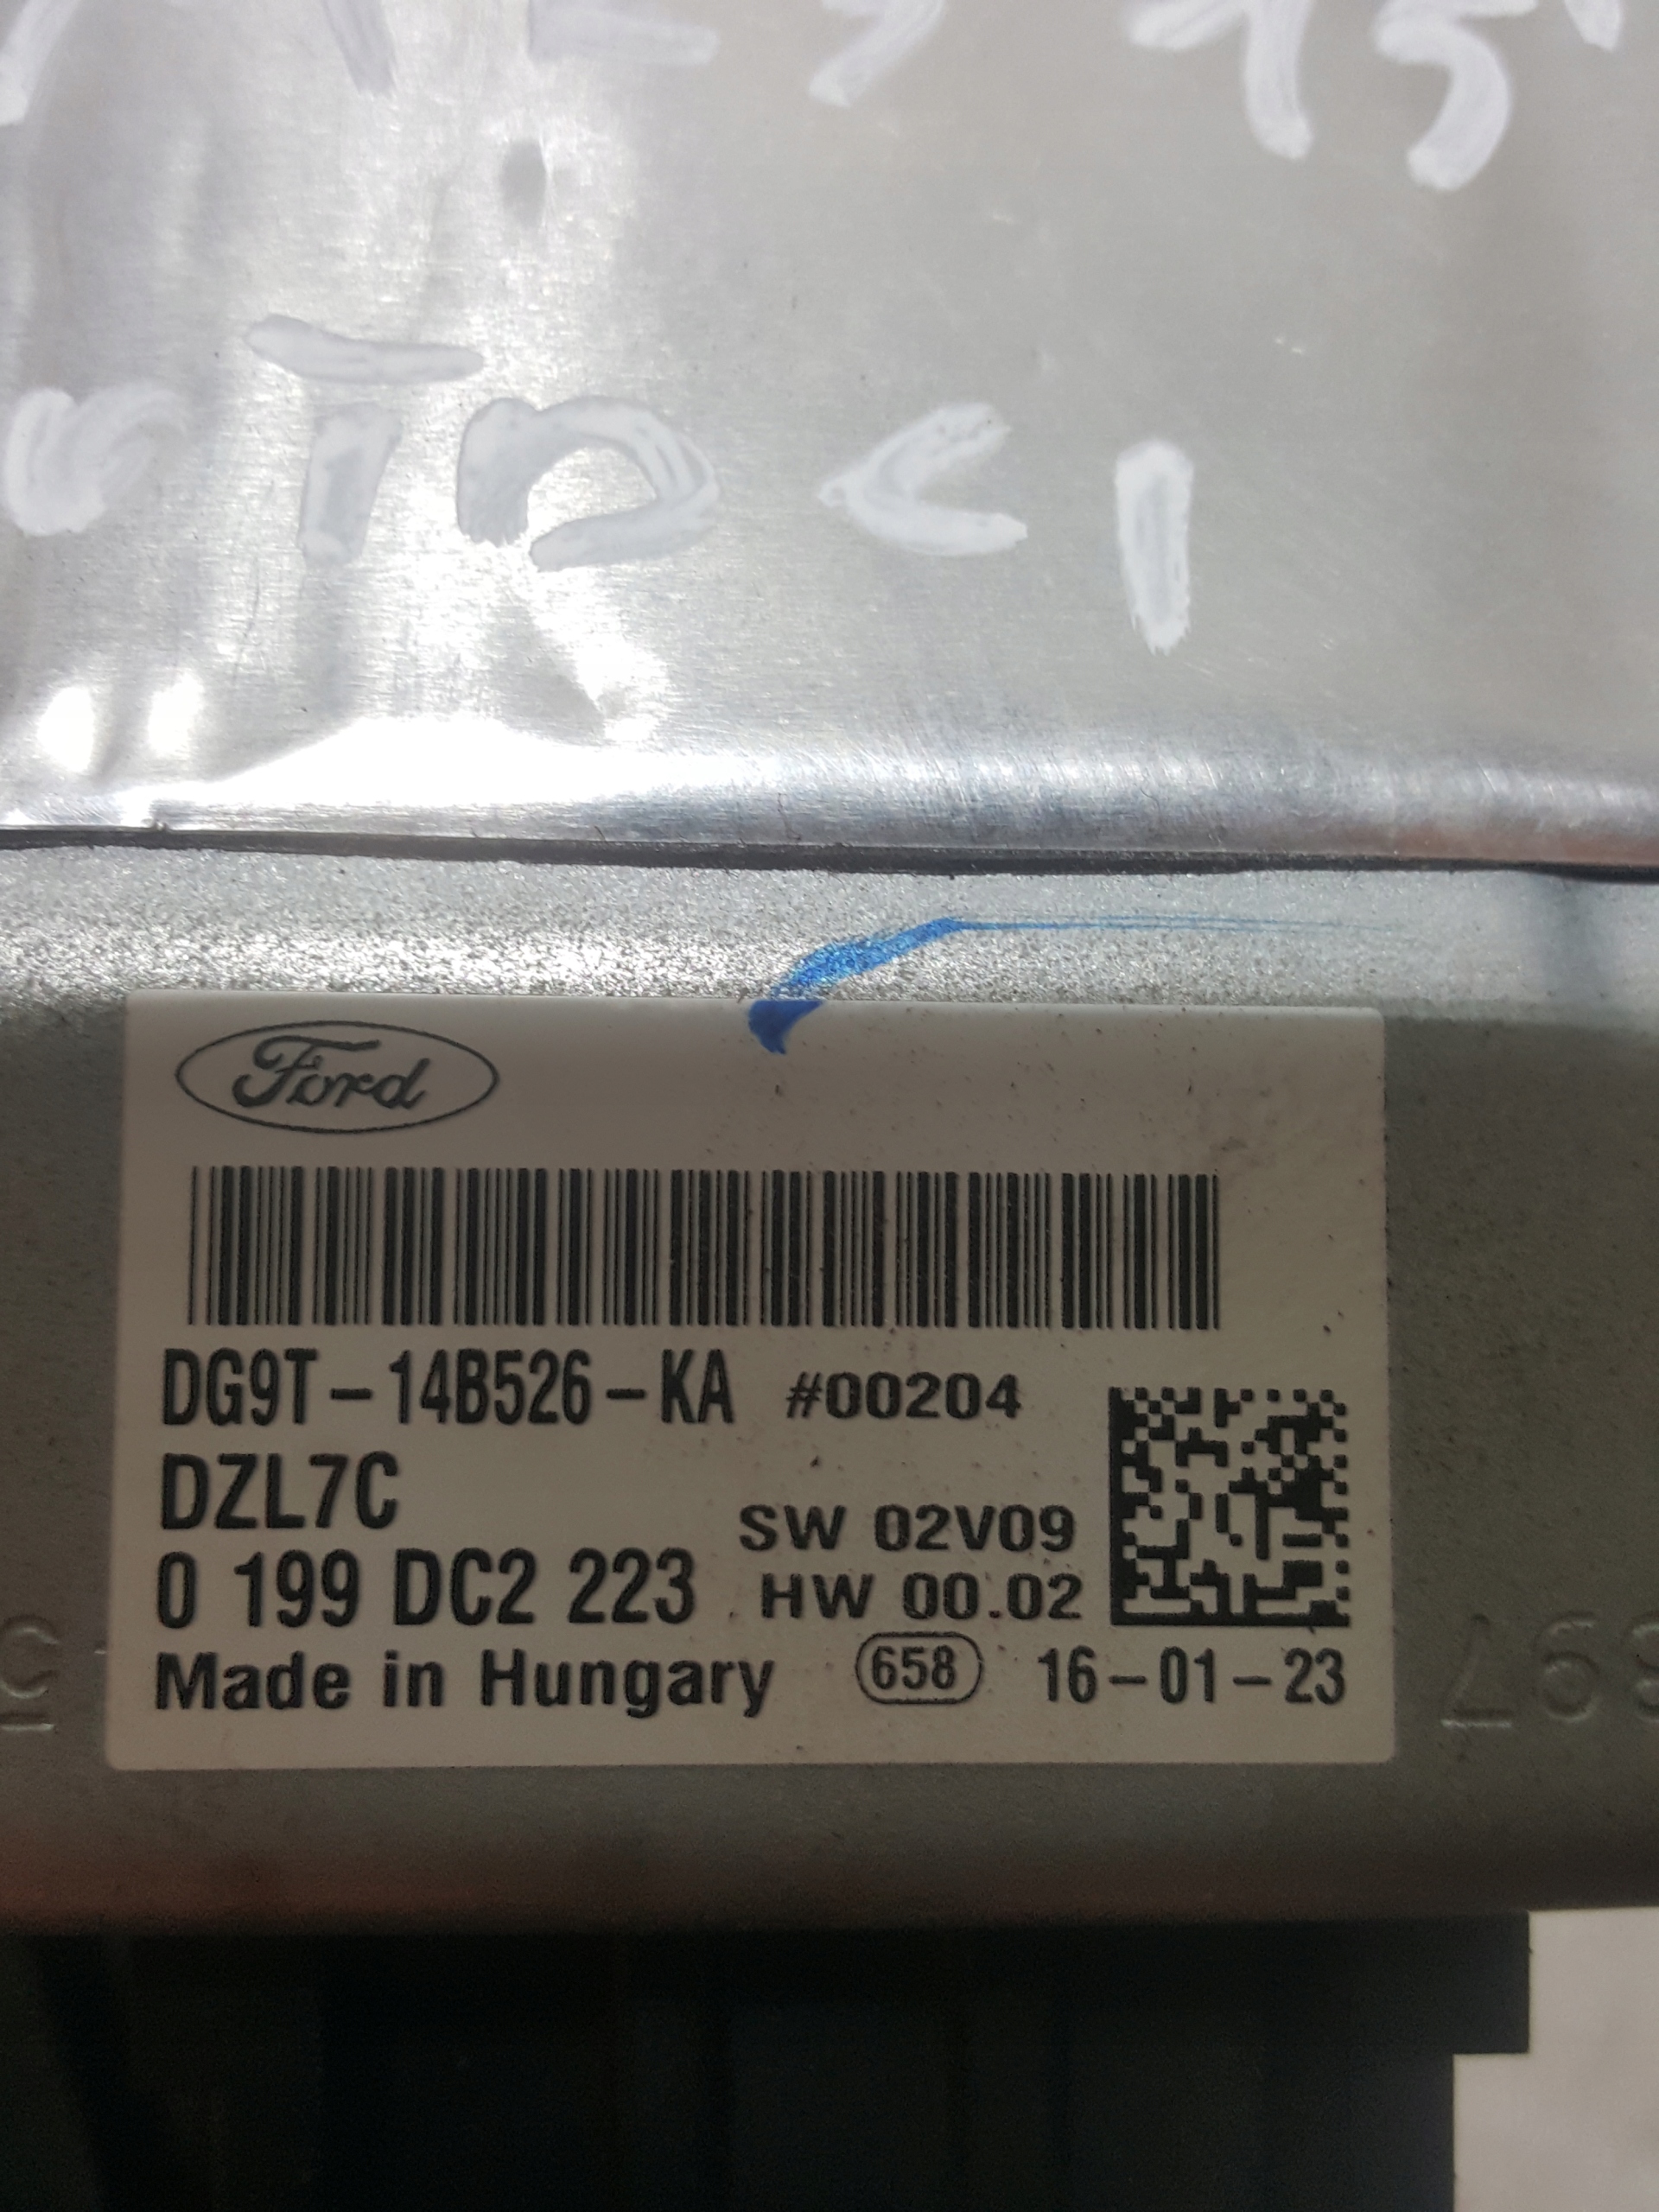 Ford
DG9T-14B526-KA #00204
DZL7C
SW 02V09
0 199 DC2 223
HW 00.02
Made in Hungary
658
16-01-23